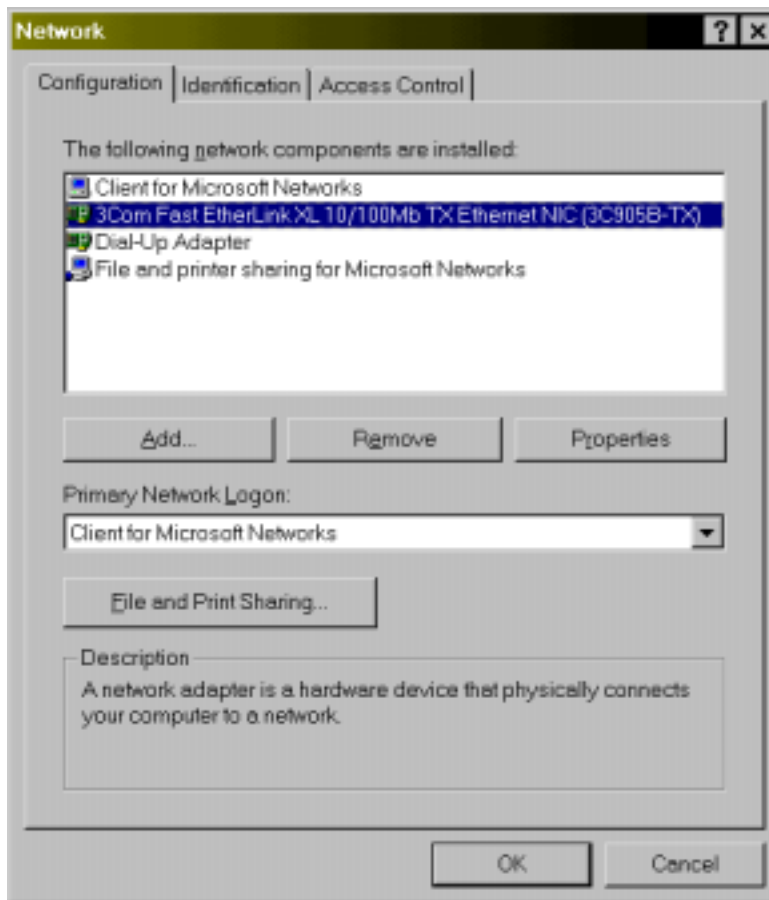 Network
Configuration Identification Access Control
The following network components are installed:
Client for Microsoft Networks
3Com Fast EtherLink XL 10/100Mb TX Ethernet NIC (3C905B-TX)
Dial-Up Adapter
File and printer sharing for Microsoft Networks
Add... Remove Properties
Primary Network Logon:
Client for Microsoft Networks
File and Print Sharing...
Description
A network adapter is a hardware device that physically connects
your computer to a network.
OK Cancel